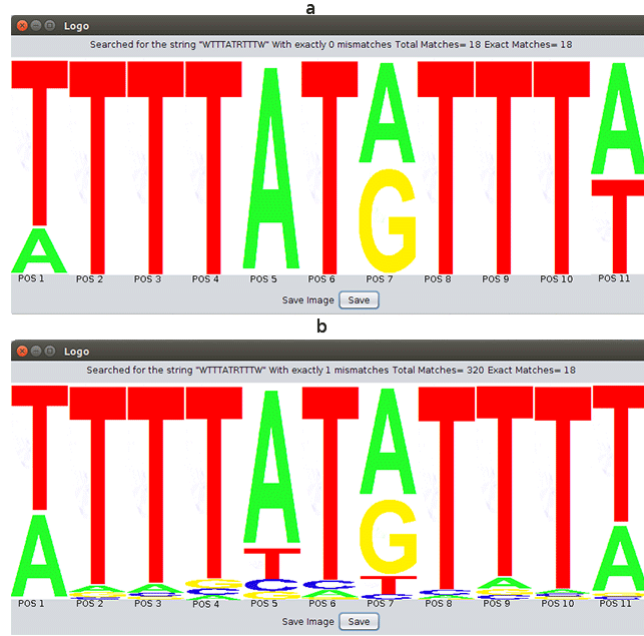 a
Logo
Searched for the string "WTTTATRTTTW" With exactly 0 mismatches Total Matches= 18 Exact Matches= 18
T T T T A T A T T T A
A G T
POS 1 POS 2 POS 3 POS 4 POS 5 POS 6 POS 7 POS 8 POS 9 POS 10 POS 11
Save Image Save
b
Logo
Searched for the string "WTTTATRTTTW" With exactly 1 mismatches Total Matches= 320 Exact Matches= 18
T T T T A T A T T T T
A T G A
POS 1 POS 2 POS 3 POS 4 POS 5 POS 6 POS 7 POS 8 POS 9 POS 10 POS 11
Save Image Save